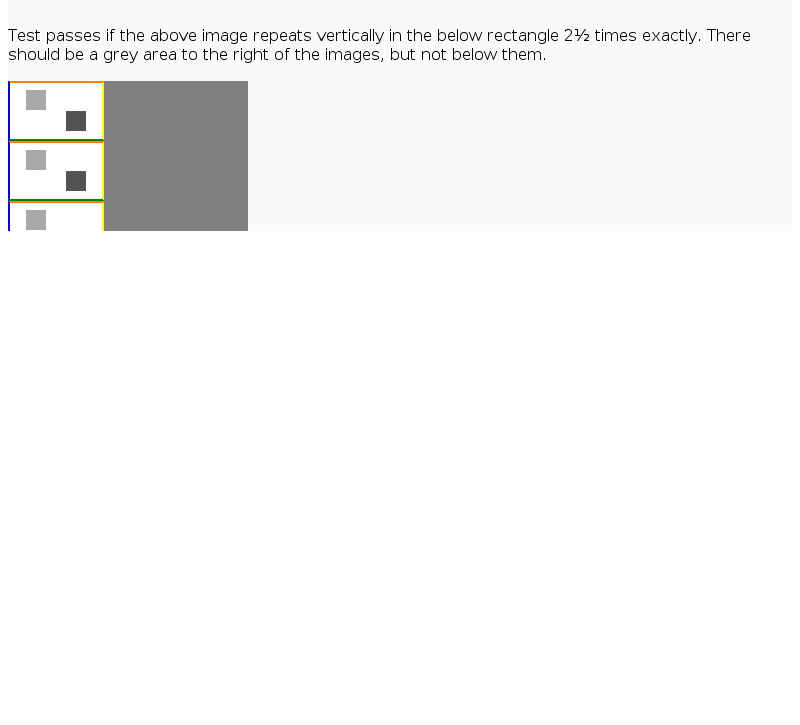 Test passes if the above image repeats vertically in the below rectangle 2½ times exactly. There
should be a grey area to the right of the images, but not below them.